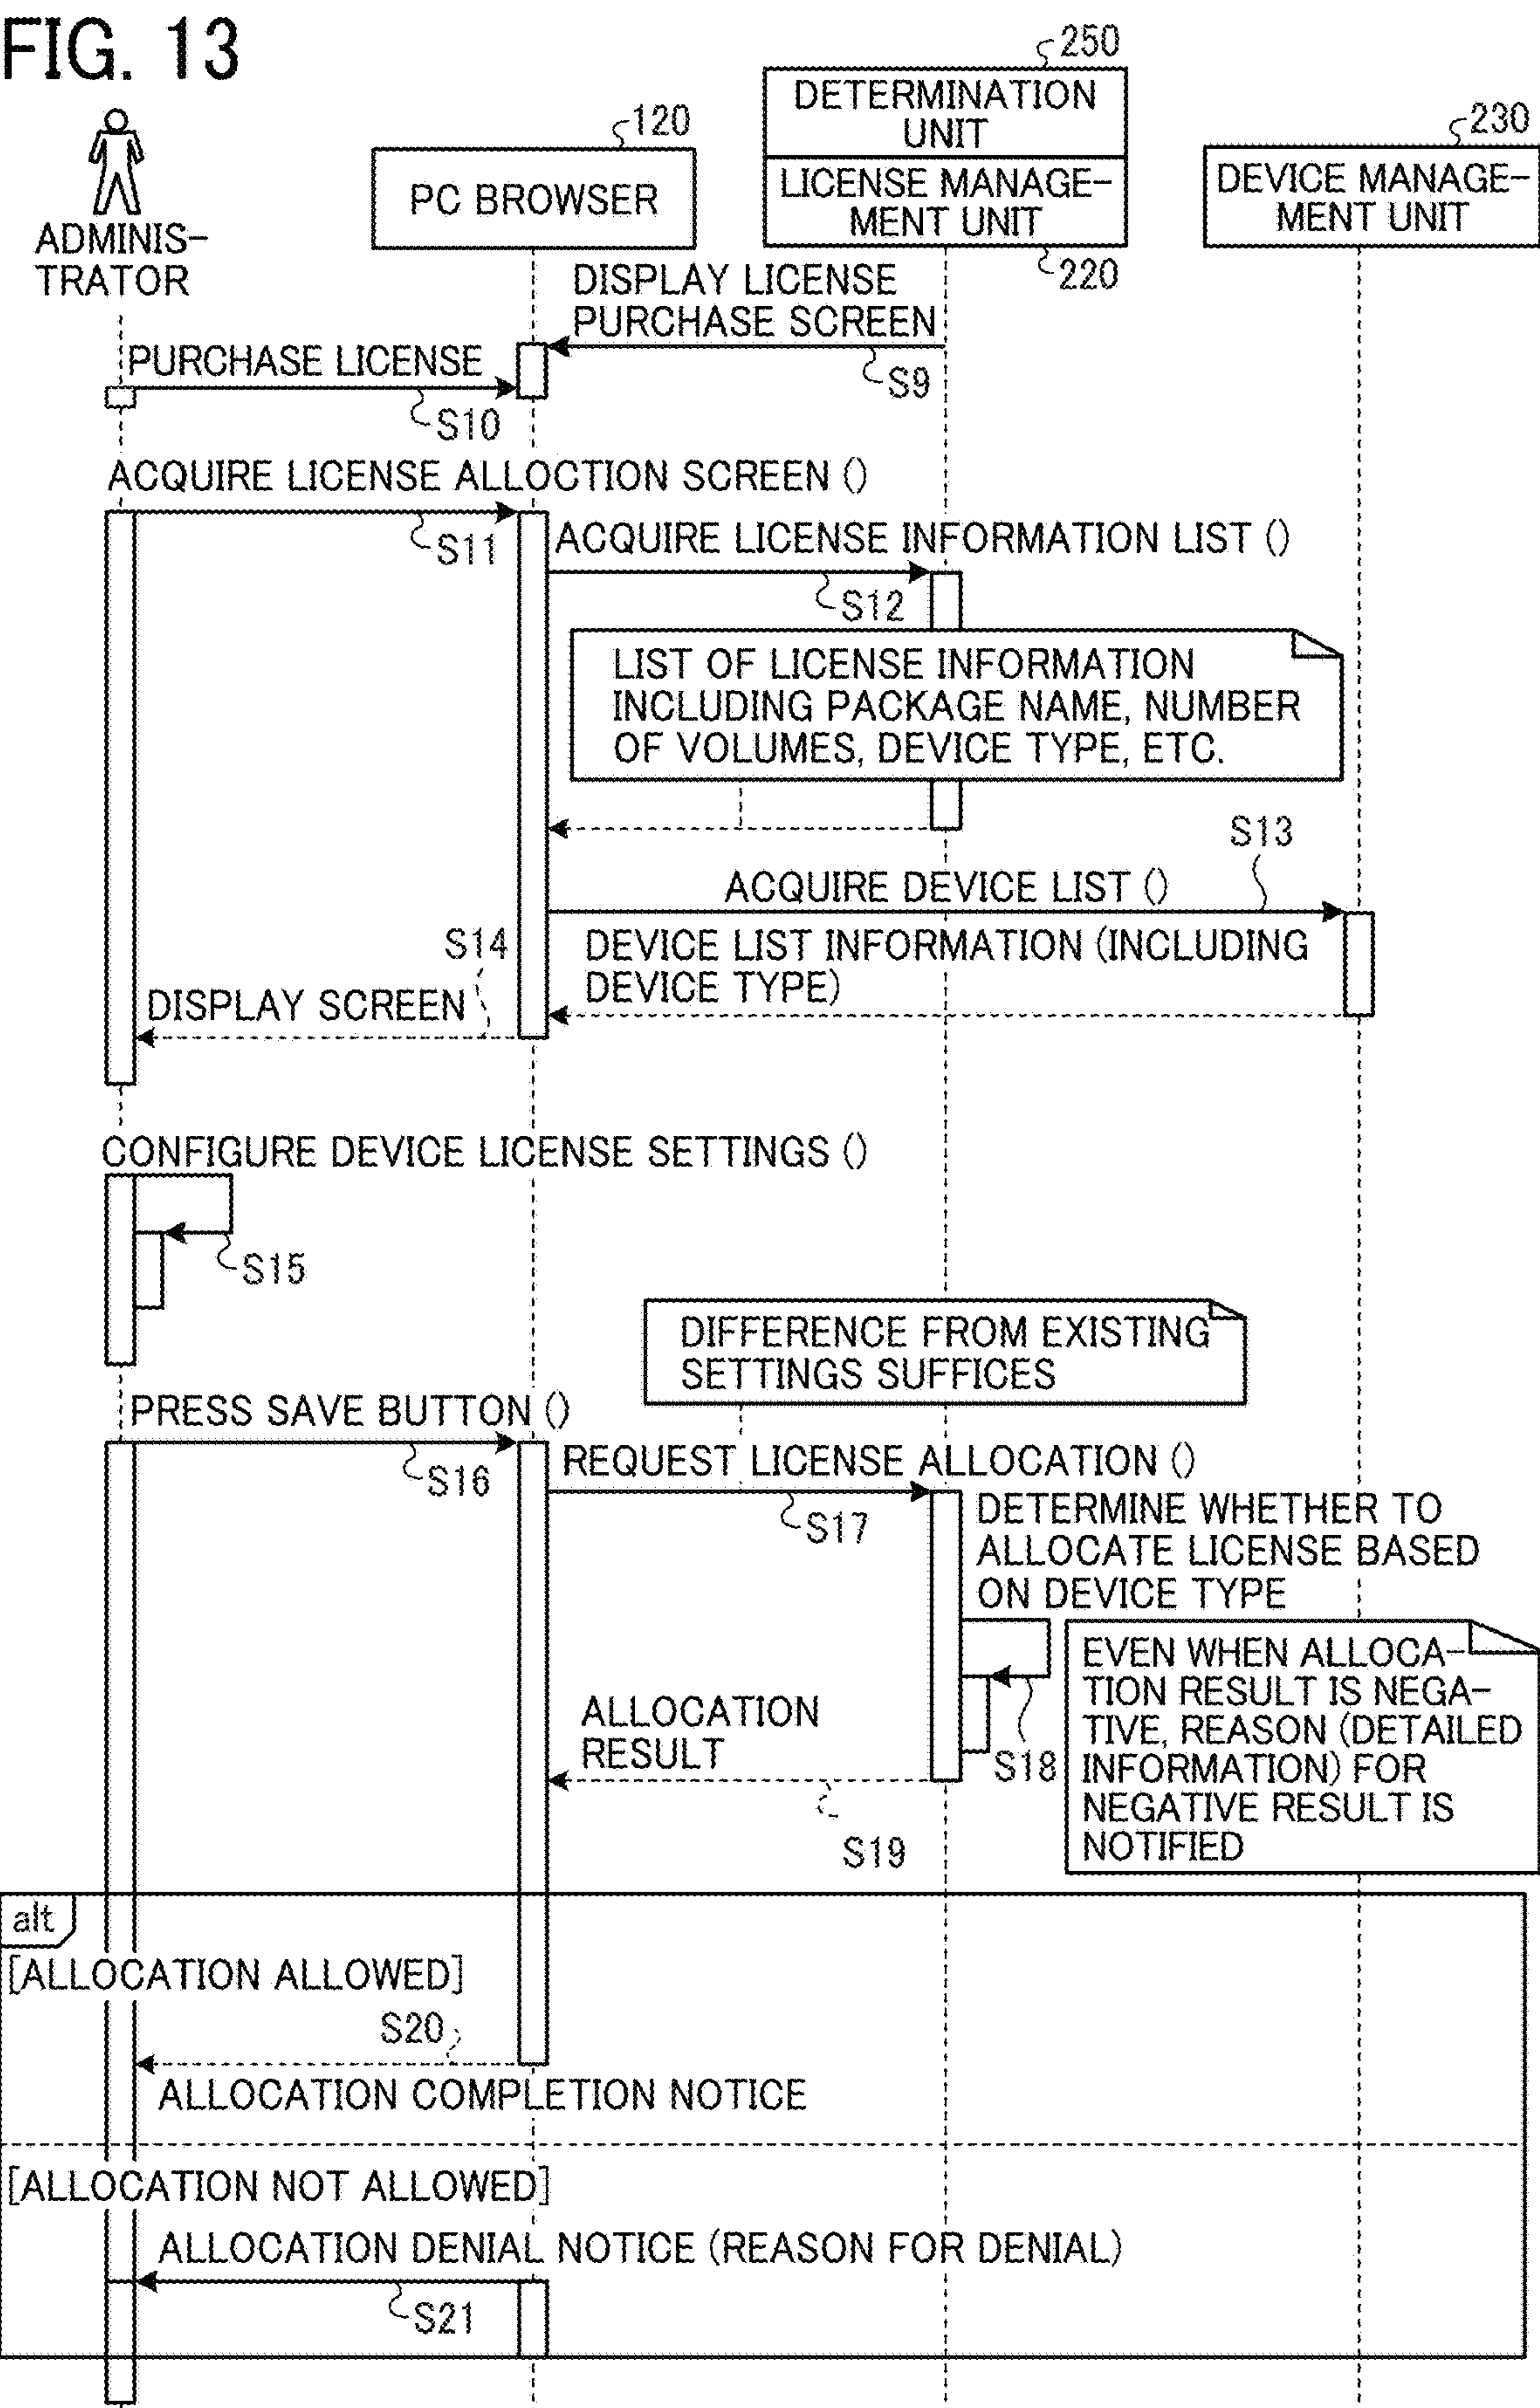 FIG. 13
250
DETERMINATION
UNIT
120
230
PC BROWSER
LICENSE MANAGE-
MENT UNIT
DEVICE MANAGE-
MENT UNIT
ADMINIS-
TRATOR
220
DISPLAY LICENSE
PURCHASE SCREEN
PURCHASE LICENSE
S9
S10
ACQUIRE LICENSE ALLOCTION SCREEN ()
S11
ACQUIRE LICENSE INFORMATION LIST ()
S12
LIST OF LICENSE INFORMATION
INCLUDING PACKAGE NAME, NUMBER
OF VOLUMES, DEVICE TYPE, ETC.
S13
ACQUIRE DEVICE LIST ()
S14
DEVICE LIST INFORMATION (INCLUDING
DEVICE TYPE)
DISPLAY SCREEN
CONFIGURE DEVICE LICENSE SETTINGS ()
S15
DIFFERENCE FROM EXISTING
SETTINGS SUFFICES
PRESS SAVE BUTTON ()
S16
REQUEST LICENSE ALLOCATION ()
S17
DETERMINE WHETHER TO
ALLOCATE LICENSE BASED
ON DEVICE TYPE
EVEN WHEN ALLOCA-
TION RESULT IS NEGA-
TIVE, REASON (DETAILED
INFORMATION) FOR
NEGATIVE RESULT IS
NOTIFIED
ALLOCATION
RESULT
S18
S19
alt
[ALLOCATION ALLOWED]
S20
ALLOCATION COMPLETION NOTICE
[ALLOCATION NOT ALLOWED]
ALLOCATION DENIAL NOTICE (REASON FOR DENIAL)
S21